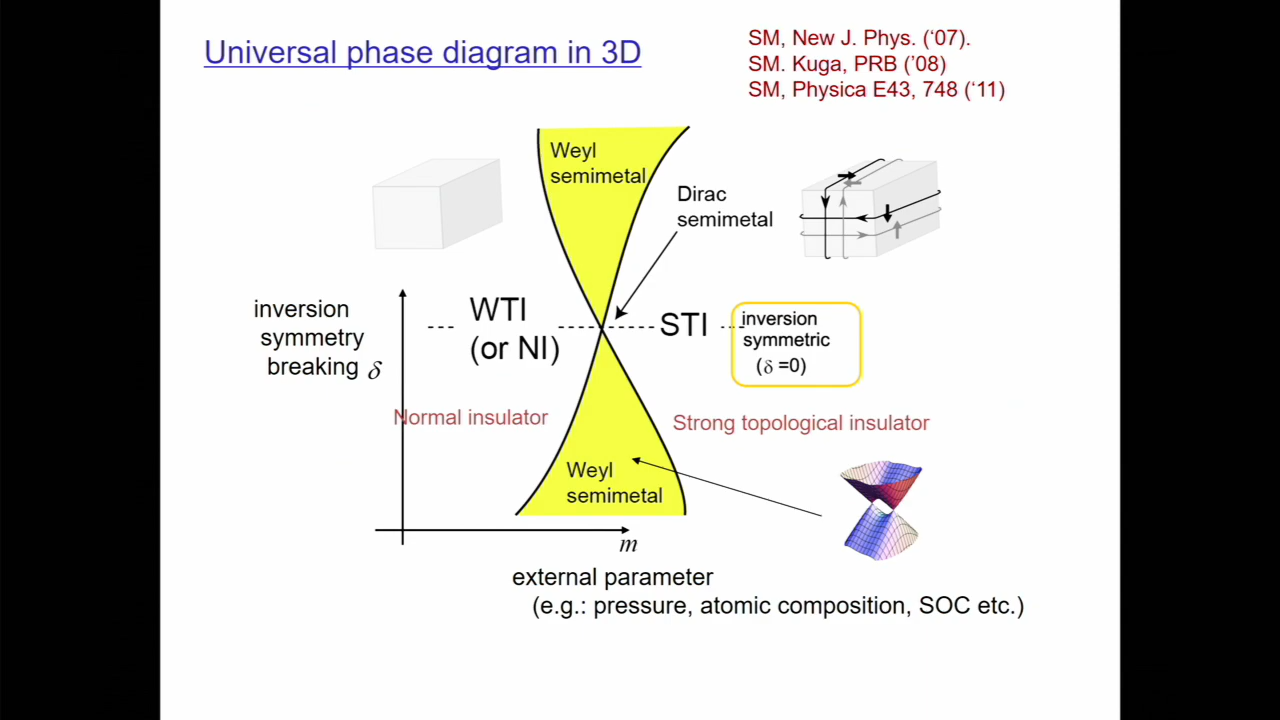 Universal phase diagram in 3D
SM, New J. Phys. (‘07).
SM. Kuga, PRB (’08)
SM, Physica E43, 748 (‘11)
Weyl
semimetal
Dirac
semimetal
inversion
symmetry
breaking δ
WTI
(or NI)
STI
inversion
symmetric
(δ =0)
Normal insulator
Strong topological insulator
Weyl
semimetal
m
external parameter
(e.g.: pressure, atomic composition, SOC etc.)